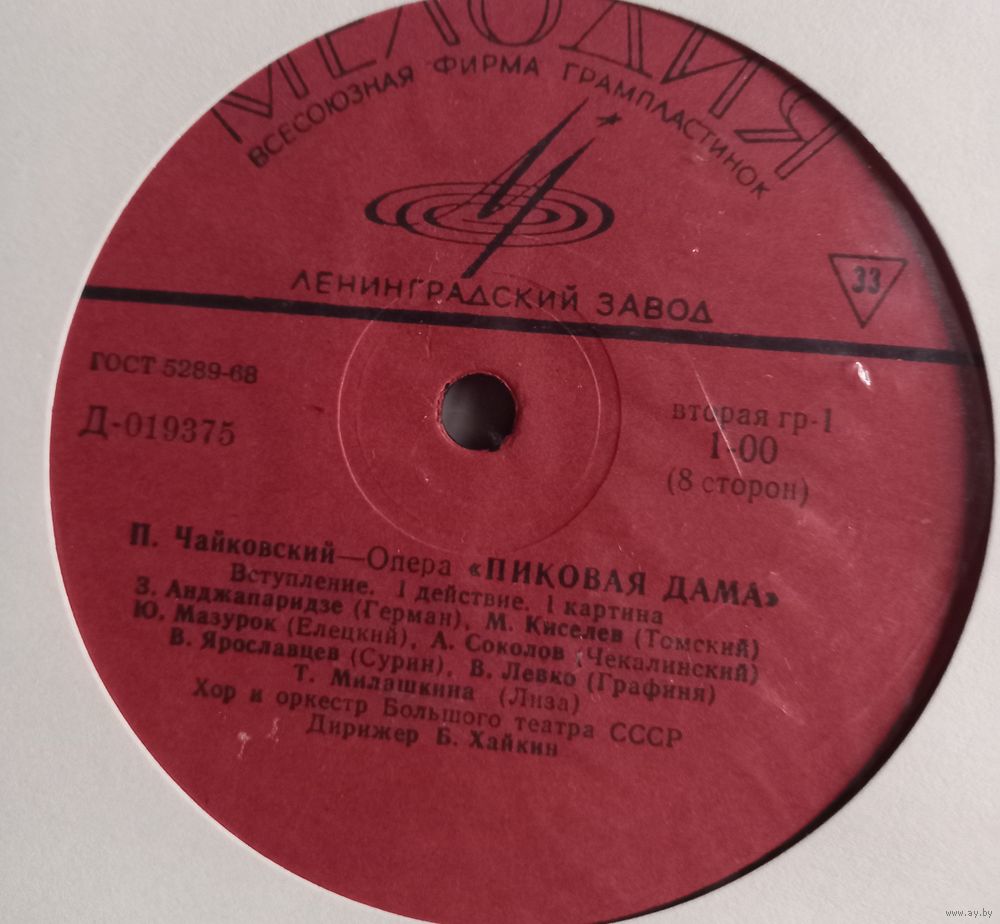 МЕЛОДИЯ
ВСЕСОЮЗНАЯ ФИРМА ГРАМПЛАСТИНОК
ЛЕНИНГРАДСКИЙ ЗАВОД
33
ГОСТ 5289-68
Д-019375
вторая гр-1
1-00
(8 сторон)
П. Чайковский — Опера «ПИКОВАЯ ДАМА»
Вступление. 1 действие. 1 картина
З. Анджапаридзе (Герман), М. Киселев (Томский)
Ю. Мазурок (Елецкий), А. Соколов (Чекалинский)
В. Ярославцев (Сурин), В. Левко (Графиня)
Т. Милашкина (Лиза)
Хор и оркестр Большого театра СССР
Дирижер Б. Хайкин
www.ay.by